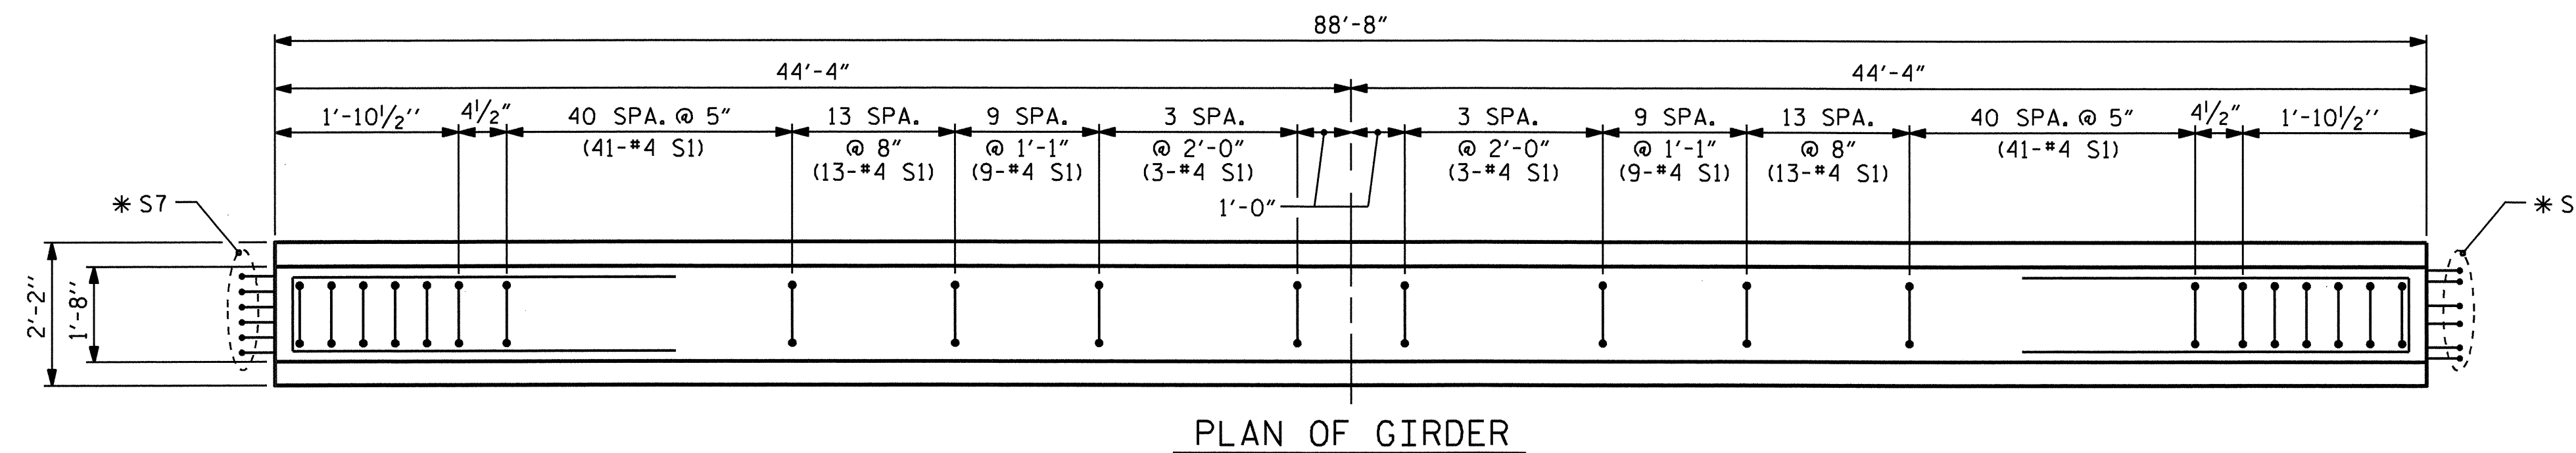 88'-8"
44'-4"
44'-4"
1'-10½''
4½"
40 SPA. @ 5"
(41-#4 S1)
13 SPA.
@ 8"
(13-#4 S1)
9 SPA.
@ 1'-1"
(9-#4 S1)
3 SPA.
@ 2'-0"
(3-#4 S1)
1'-0"
3 SPA.
@ 2'-0"
(3-#4 S1)
9 SPA.
@ 1'-1"
(9-#4 S1)
13 SPA.
@ 8"
(13-#4 S1)
40 SPA. @ 5"
(41-#4 S1)
4½"
1'-10½''
* S7
* S
2'-2''
1'-8''
PLAN OF GIRDER